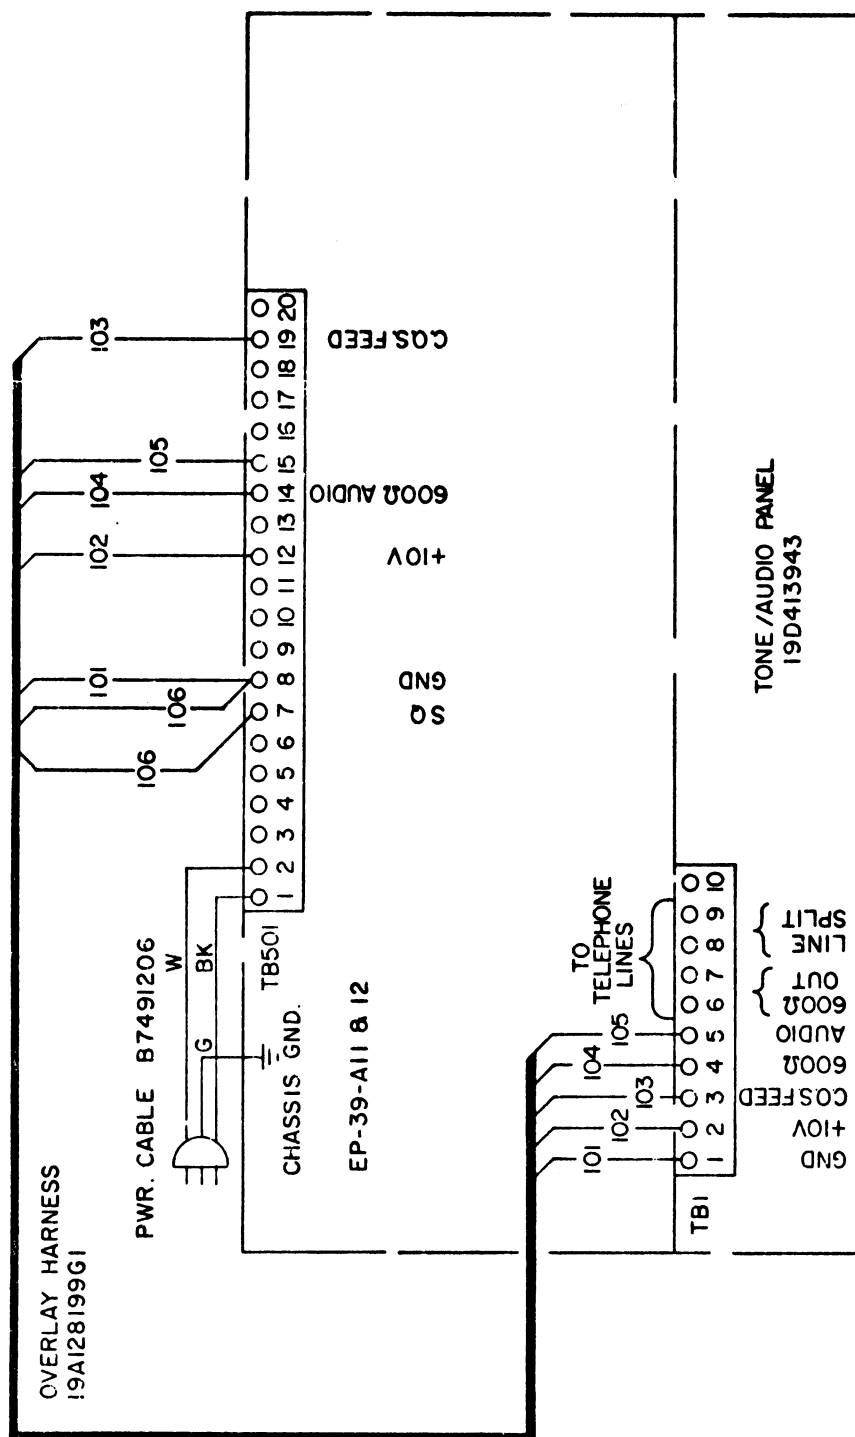 OVERLAY HARNESS
19A128199G1
PWR. CABLE B7491206
W
BK
G
TB501
CHASSIS GND.
EP-39-A11 & 12
106
106
101
102
104
105
103
1 2 3 4 5 6 7 8 9 10 11 12 13 14 15 16 17 18 19 20
SQ
GND
+10V
600Ω AUDIO
C.O.S. FEED
TO
TELEPHONE
LINES
101
102
103
104
105
TB1
1 2 3 4 5 6 7 8 9 10
GND
+10V
C.O.S. FEED
600Ω
AUDIO
600Ω
OUT
LINE
SPLIT
TONE/AUDIO PANEL
19D413943